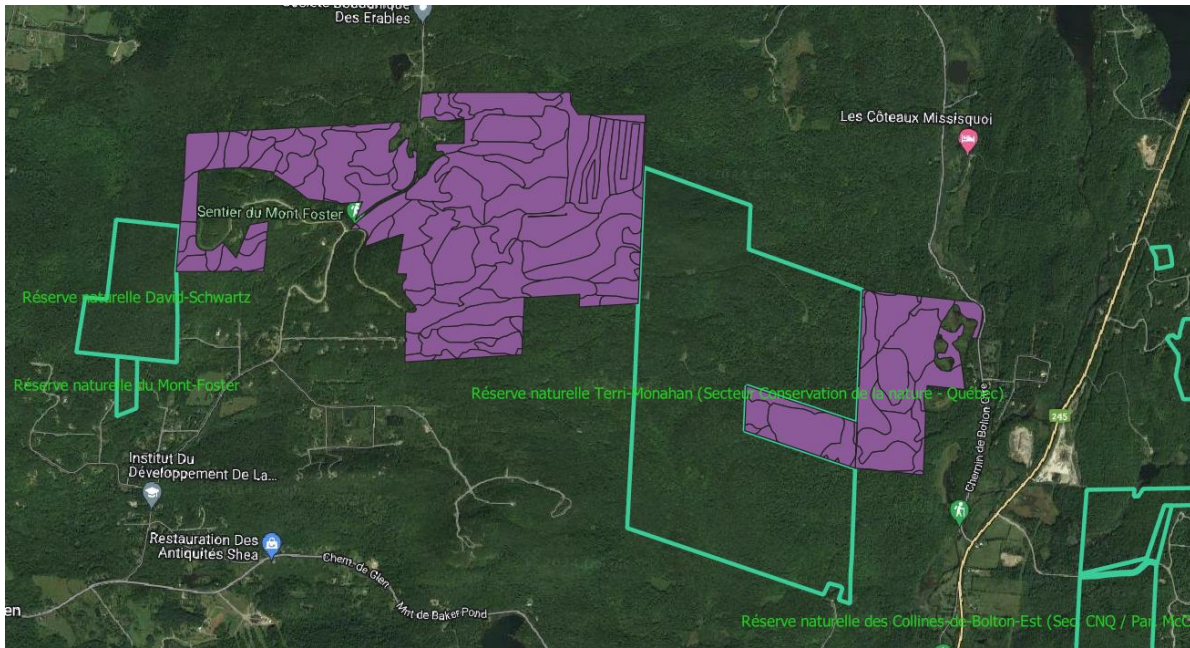 Des Erables
Les Côteaux Missisquoi
Sentier du Mont Foster
Réserve naturelle David-Schwartz
Réserve naturelle du Mont-Foster
Réserve naturelle Terri-Monahan (Secteur Conservation de la nature - Québec)
245
Chemin de Bolton Ctre
Institut Du
Développement De La...
Restauration Des
Antiquités Shea
Chem. de Glen
Mnt de Baker Pond
en
Réserve naturelle des Collines-de-Bolton-Est (Sec. CNQ / Par. McC